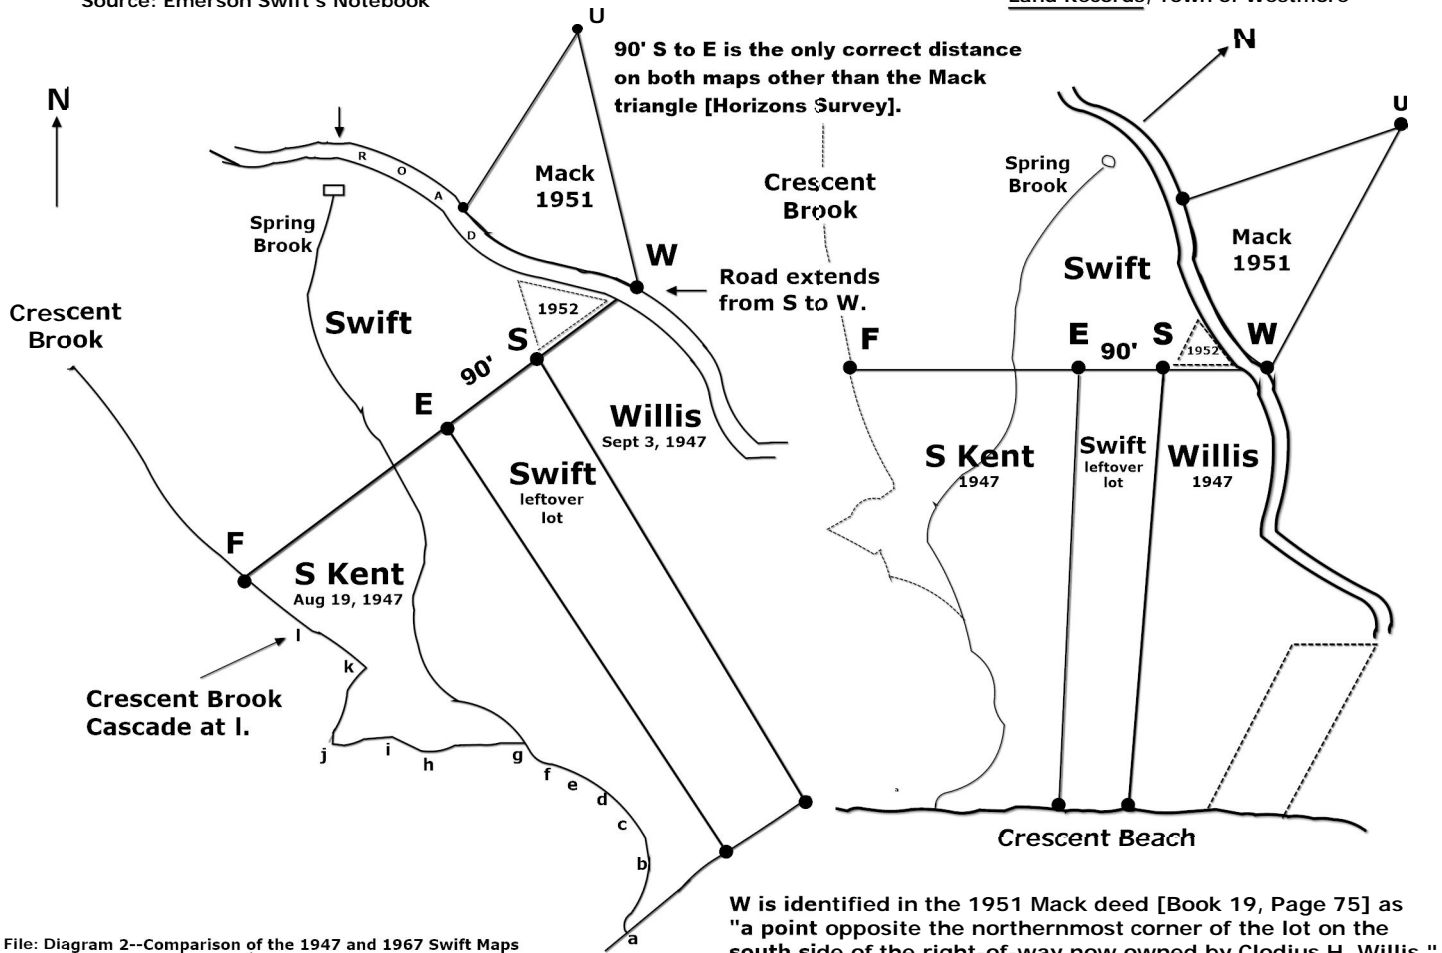 Source: Emerson Swift's Notebook
Land Records, Town of Westmore
U
90' S to E is the only correct distance
on both maps other than the Mack
triangle [Horizons Survey].
N
N
U
R
O
A
D
Mack
1951
Spring
Brook
Crescent
Brook
Spring
Brook
Mack
1951
W
Road extends
from S to W.
Swift
Crescent
Brook
Swift
1952
S
90'
E
F
E
90'
S
1952
W
Willis
Sept 3, 1947
Swift
leftover
lot
S Kent
1947
Swift
leftover
lot
Willis
1947
F
S Kent
Aug 19, 1947
l
k
Crescent Brook
Cascade at l.
j
i
h
g
f
e
d
c
b
a
a
Crescent Beach
W is identified in the 1951 Mack deed [Book 19, Page 75] as
"a point opposite the northernmost corner of the lot on the
south side of the right-of-way now owned by Clodius H. Willis."
File: Diagram 2--Comparison of the 1947 and 1967 Swift Maps